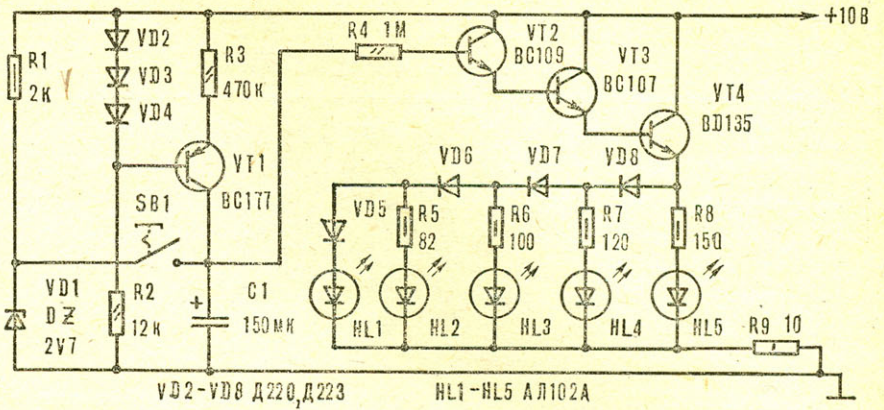 +10В
R1
2К
VD2
VD3
VD4
R3
470к
R4 1М
VT2
BC109
VT3
BC107
VT4
BD135
VT1
BC177
SB1
VD5
VD6
VD7
VD8
R5
82
R6
100
R7
120
R8
150
VD1
DZ
2V7
R2
12к
+
C1
150мк
HL1
HL2
HL3
HL4
HL5
R9 10
VD2-VD8 Д220,Д223
HL1-HL5 АЛ102А